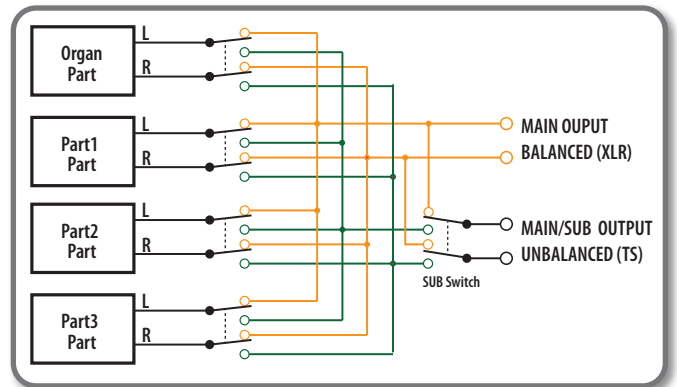 Organ
Part
L
R
Part1
Part
L
R
MAIN OUPUT
BALANCED (XLR)
Part2
Part
L
R
MAIN/SUB OUTPUT
UNBALANCED (TS)
SUB Switch
Part3
Part
L
R